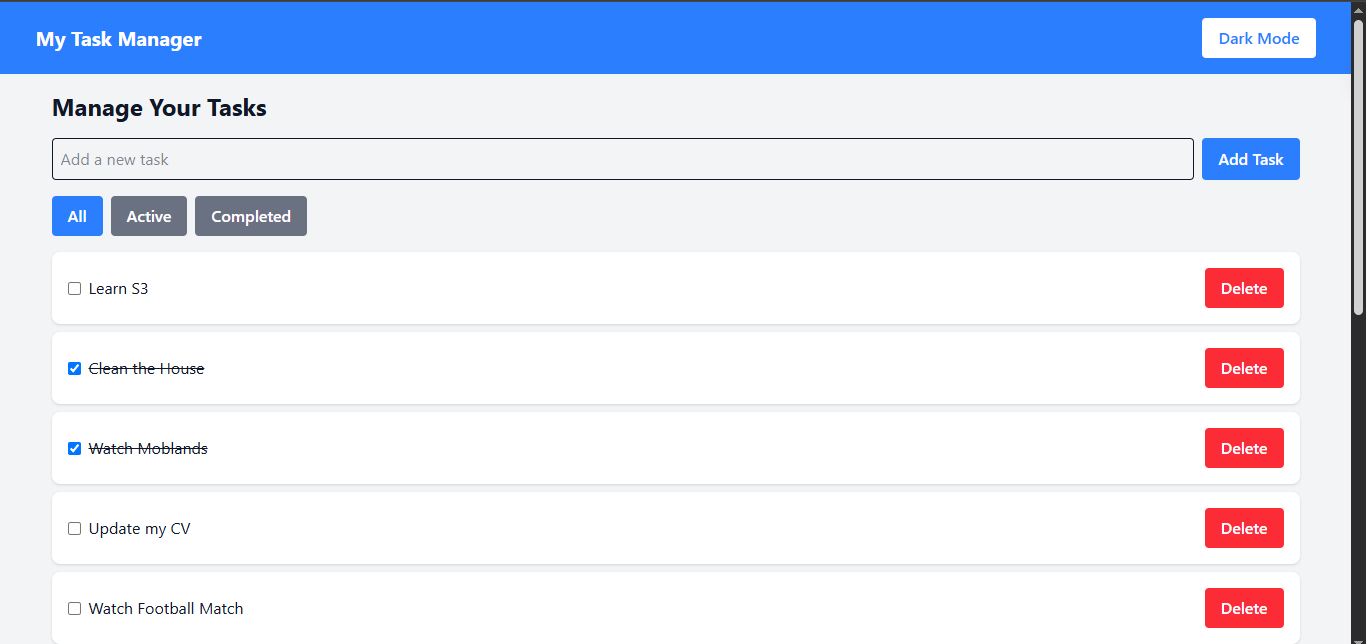 My Task Manager
Dark Mode
Manage Your Tasks
Add a new task
Add Task
All Active Completed
Learn S3 Delete
Clean the House Delete
Watch Moblands Delete
Update my CV Delete
Watch Football Match Delete